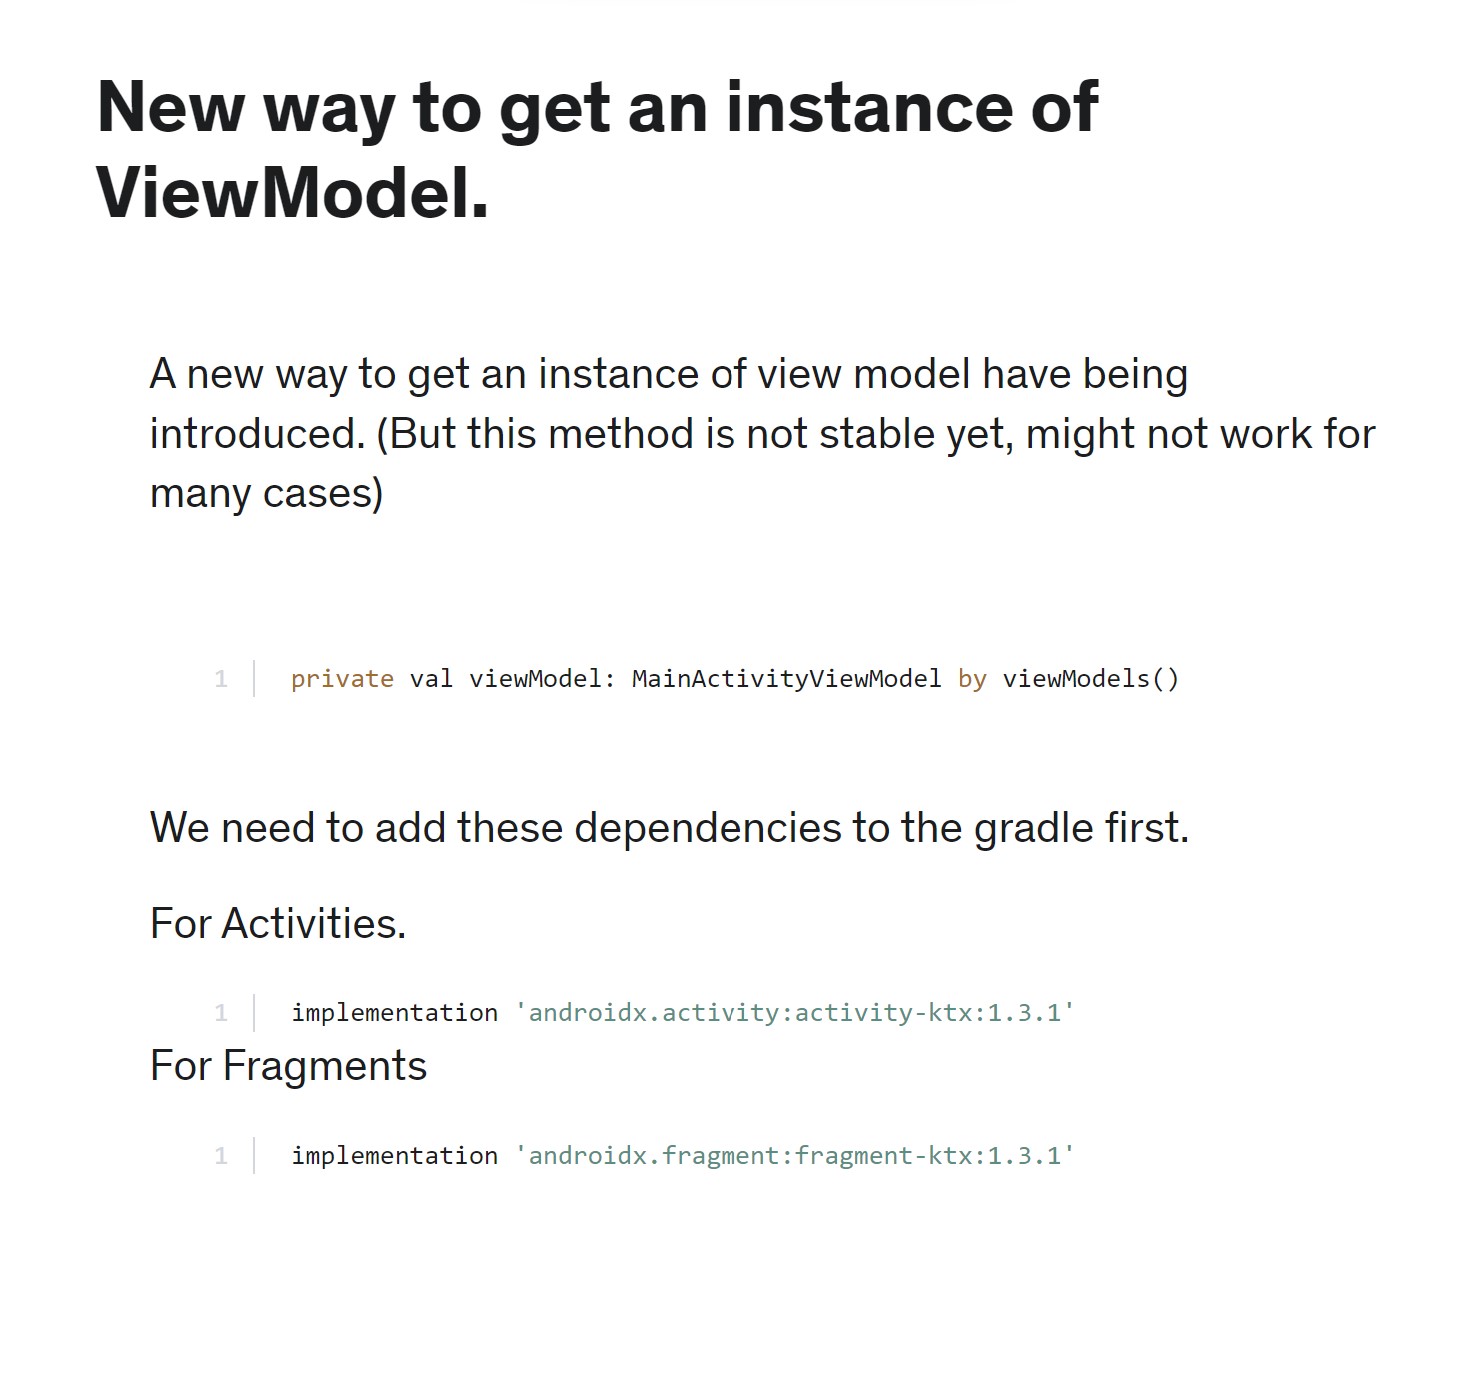 New way to get an instance of
ViewModel.
A new way to get an instance of view model have being
introduced. (But this method is not stable yet, might not work for
many cases)
1 private val viewModel: MainActivityViewModel by viewModels()
We need to add these dependencies to the gradle first.
For Activities.
1 implementation 'androidx.activity:activity-ktx:1.3.1'
For Fragments
1 implementation 'androidx.fragment:fragment-ktx:1.3.1'